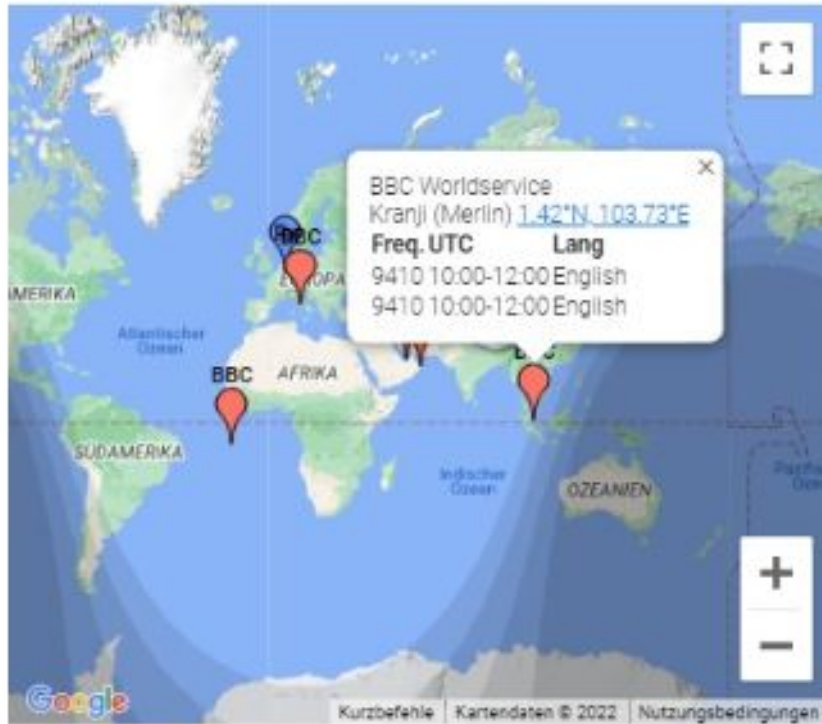 BBC Worldservice
Kranji (Merlin) 1.42°N, 103.73°E
Freq. UTC Lang
9410 10:00-12:00 English
9410 10:00-12:00 English
BBC
AMERIKA
Atlantischer
Ozean
BBC
AFRIKA
SÜDAMERIKA
Indischer
Ozean
OZEANIEN
Google
Kurzbefehle
Kartendaten © 2022
Nutzungsbedingungen